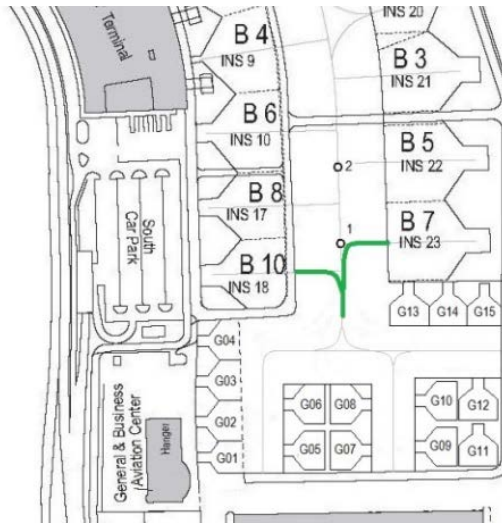 Terminal
B 4
INS 9
INS 20
B 3
INS 21
B 6
INS 10
2
B 5
INS 22
B 8
INS 17
1
B 7
INS 23
South
Car Park
B 10
INS 18
G13
G14
G15
G04
G03
G02
G01
G06
G08
G05
G07
G10
G12
G09
G11
General & Business
Aviation Center
Hanger